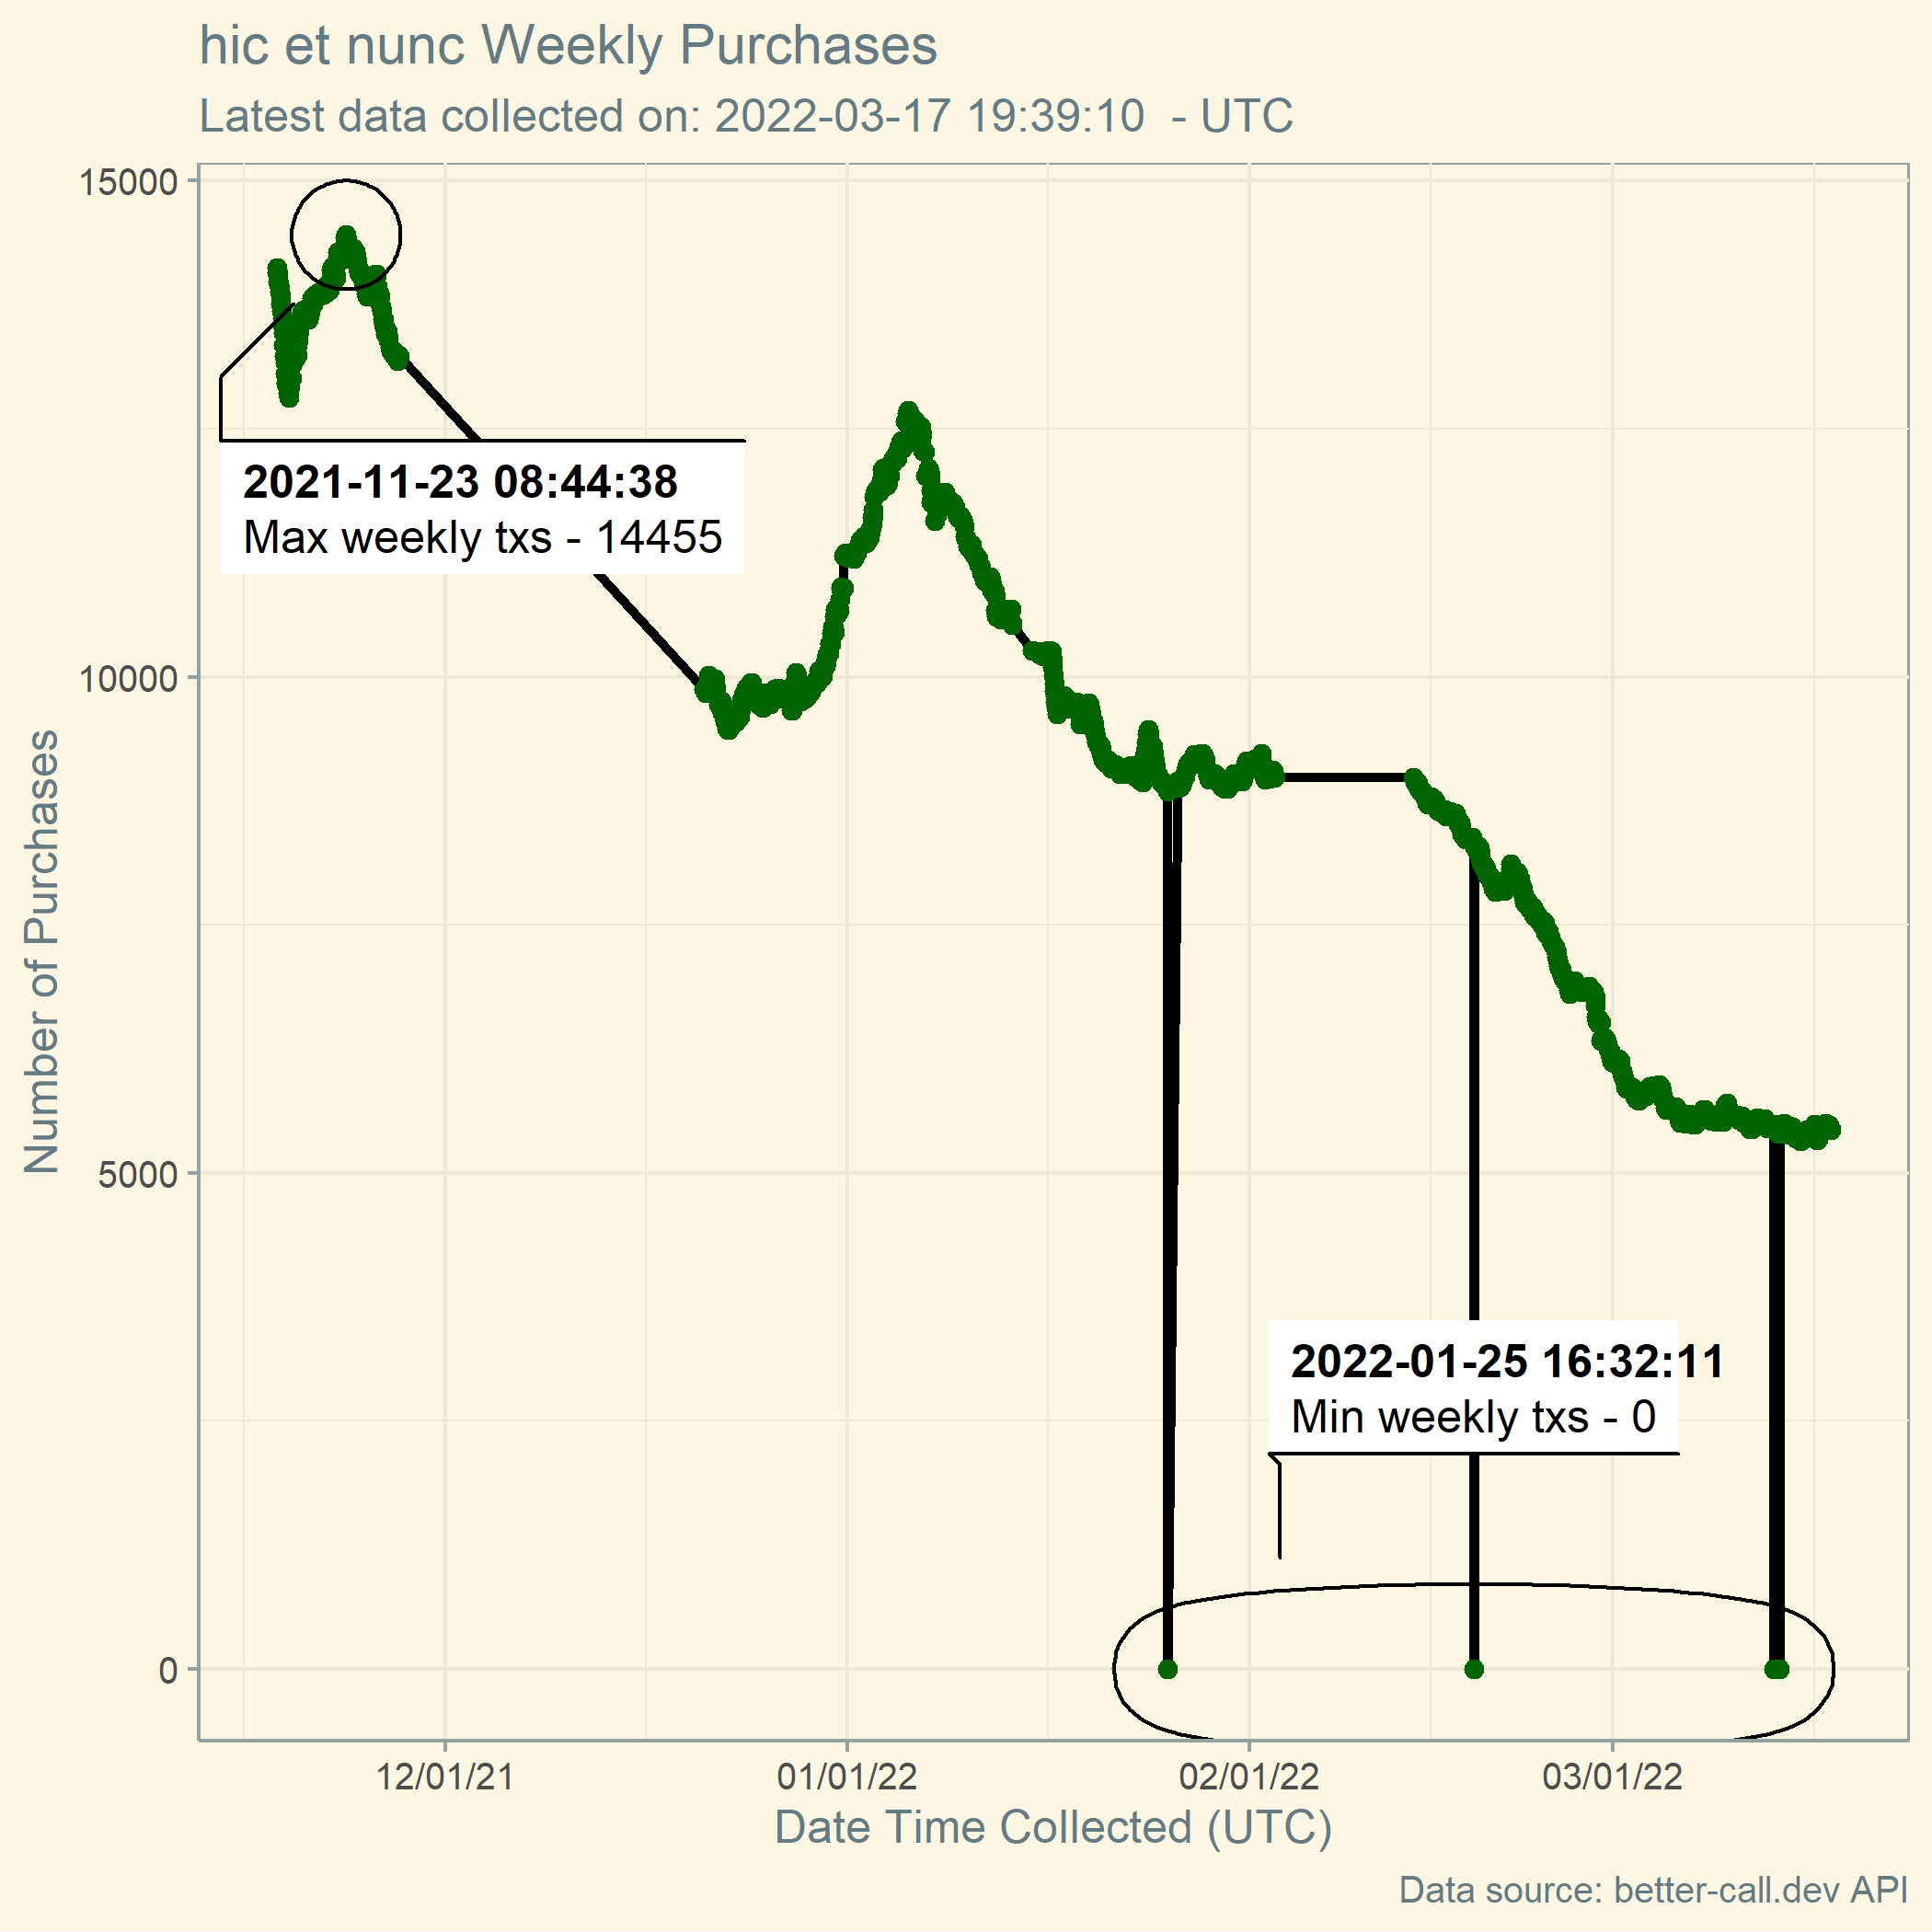 hic et nunc Weekly Purchases
Latest data collected on: 2022-03-17 19:39:10  - UTC
15000
10000
5000
0
Number of Purchases
2021-11-23 08:44:38
Max weekly txs - 14455
2022-01-25 16:32:11
Min weekly txs - 0
12/01/21
01/01/22
02/01/22
03/01/22
Date Time Collected (UTC)
Data source: better-call.dev API